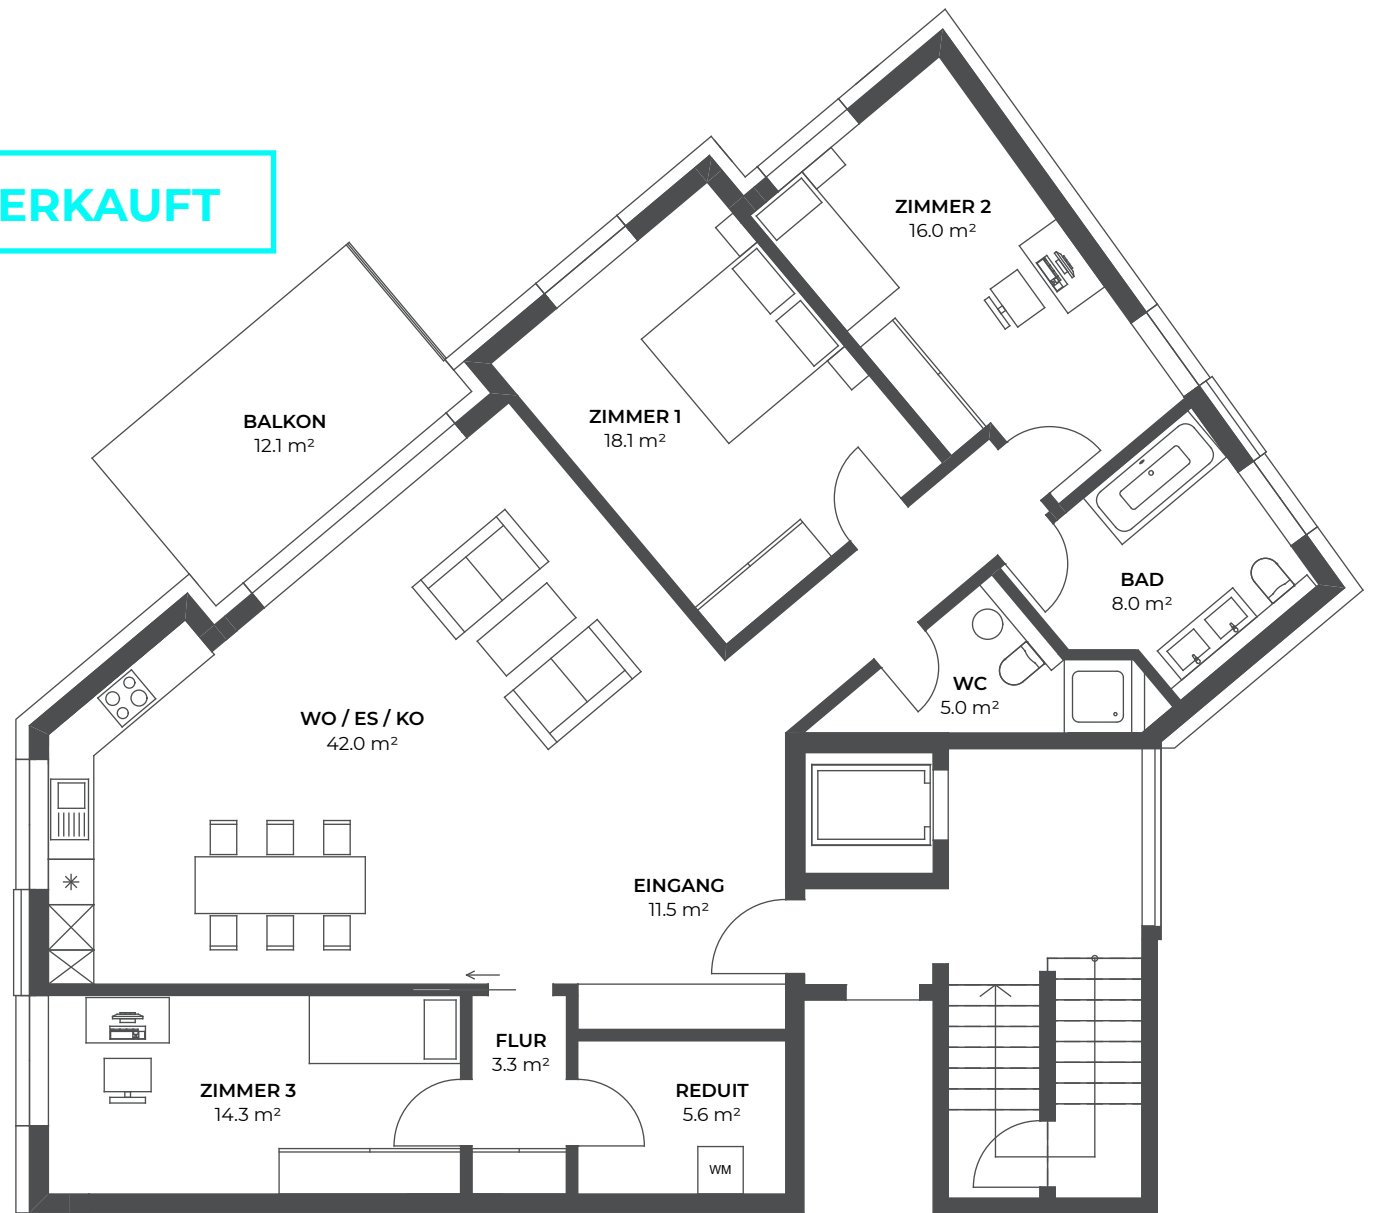 ERKAUFT
ZIMMER 2
16.0 m²
BALKON
12.1 m²
ZIMMER 1
18.1 m²
BAD
8.0 m²
WC
5.0 m²
WO / ES / KO
42.0 m²
EINGANG
11.5 m²
FLUR
3.3 m²
ZIMMER 3
14.3 m²
REDUIT
5.6 m²
WM